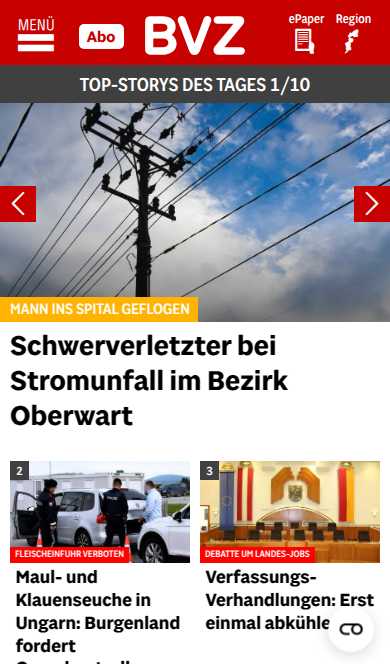 MENÜ
Abo
BVZ
ePaper
Region
TOP-STORYS DES TAGES 1/10
MANN INS SPITAL GEFLOGEN
Schwerverletzter bei
Stromunfall im Bezirk
Oberwart
2
FLEISCHEINFUHR VERBOTEN
Maul- und
Klauenseuche in
Ungarn: Burgenland
fordert
3
DEBATTE UM LANDES-JOBS
Verfassungs-
Verhandlungen: Erst
einmal abkühle